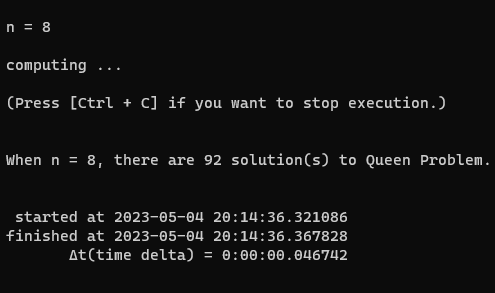 n = 8
computing ...
(Press [Ctrl + C] if you want to stop execution.)
When n = 8, there are 92 solution(s) to Queen Problem.
started at 2023-05-04 20:14:36.321086
finished at 2023-05-04 20:14:36.367828
Δt(time delta) = 0:00:00.046742